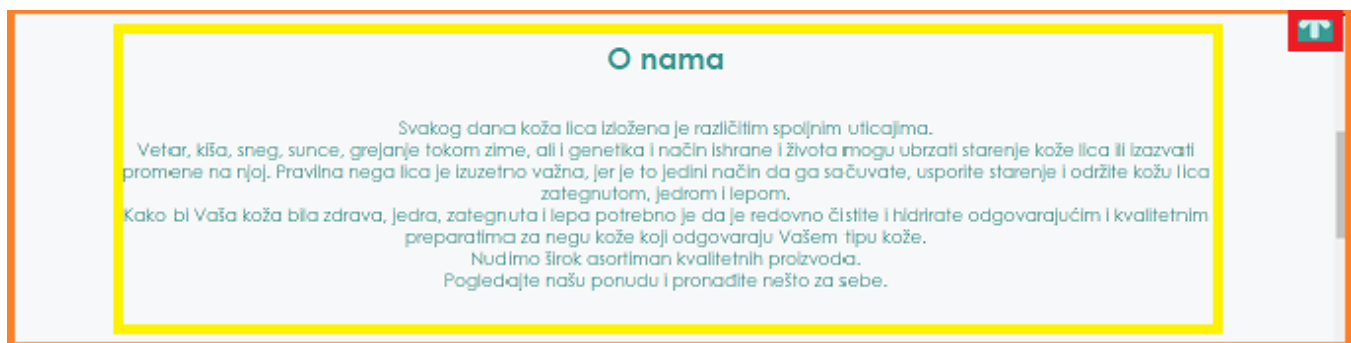 O nama
Svakog dana koža lica izložena je različitim spoljnim uticajima.
Vetar, kiša, sneg, sunce, grejanje tokom zime, ali i genetika i način ishrane i života mogu ubrzati starenje kože lica ili izazvati
promene na njoj. Pravilna nega lica je izuzetno važna, jer je to jedini način da ga sačuvate, usporite starenje i održite kožu lica
zategnutom, jedrom i lepom.
Kako bi Vaša koža bila zdrava, jedra, zategnuta i lepa potrebno je da je redovno čistite i hidrirate odgovarajućim i kvalitetnim
preparatima za negu kože koji odgovaraju Vašem tipu kože.
Nudimo širok asortiman kvalitetnih proizvoda.
Pogledajte našu ponudu i pronađite nešto za sebe.